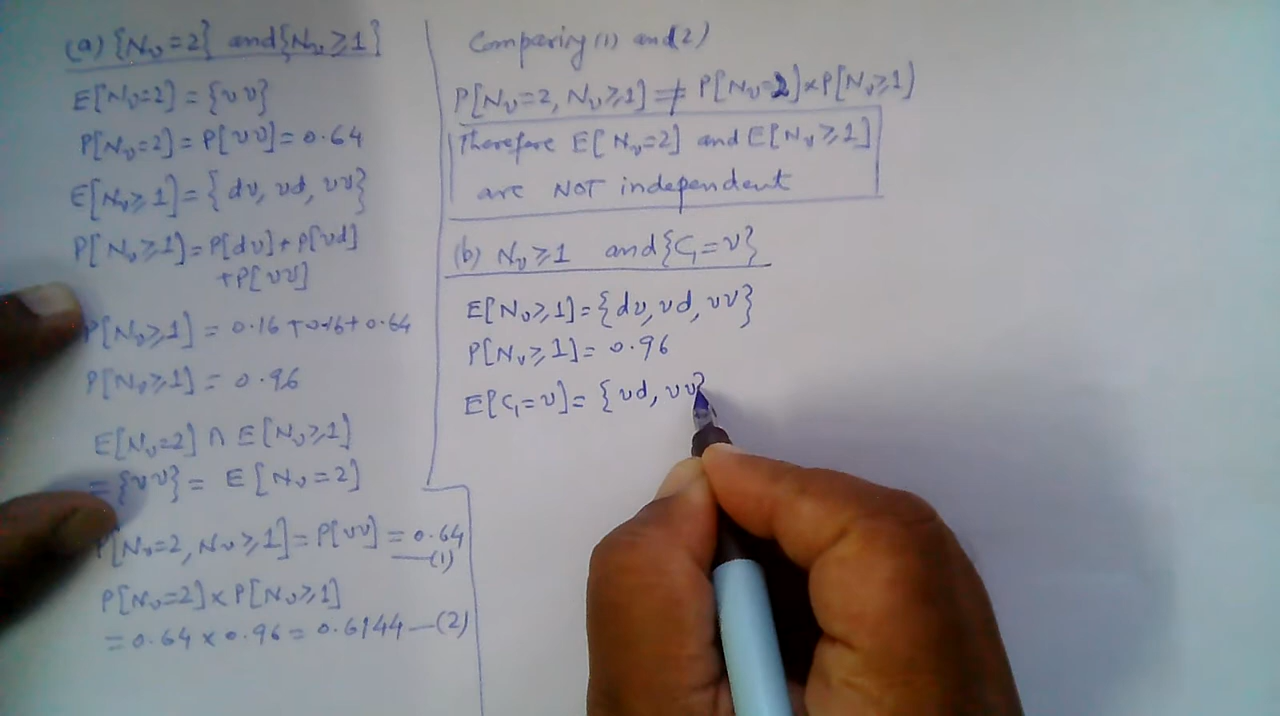 (a) {Nv=2} and {Nv≥1}
E[Nv=2] = {vv}
P[Nv=2] = P[vv] = 0.64
E[Nv≥1] = {dv, vd, vv}
P[Nv≥1] = P[dv] + P[vd]
+ P[vv]
P[Nv≥1] = 0.16 + 0.16 + 0.64
P[Nv≥1] = 0.96
E[Nv=2] ∩ E[Nv≥1]
= {vv} = E[Nv=2]
P[Nv=2, Nv≥1] = P[vv] = 0.64
—(1)
P[Nv=2] × P[Nv≥1]
= 0.64 × 0.96 = 0.6144 —(2)
Comparing (1) and (2)
P[Nv=2, Nv≥1] ≠ P[Nv=2] × P[Nv≥1]
Therefore E[Nv=2] and E[Nv≥1]
are NOT independent
(b) Nv≥1 and {C1=v}
E[Nv≥1] = {dv, vd, vv}
P[Nv≥1] = 0.96
E[C1=v] = {vd, vv}